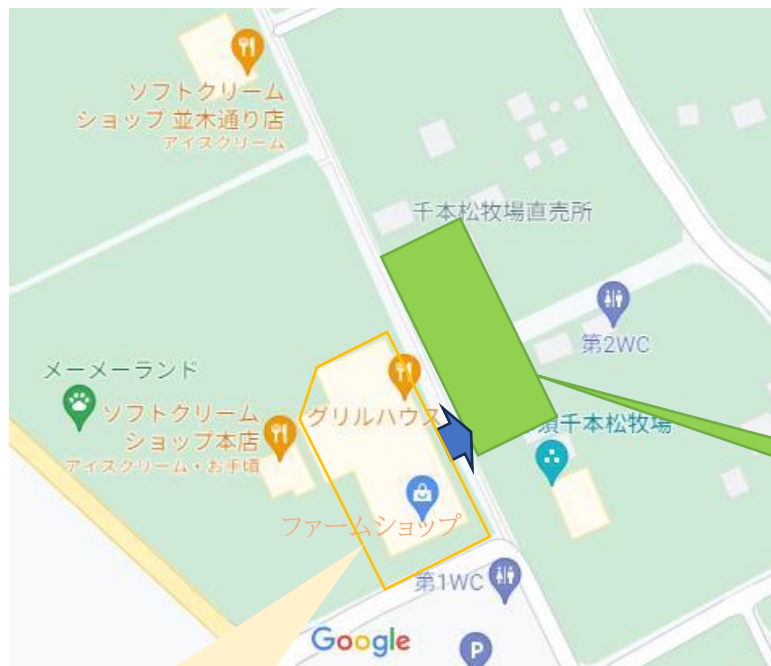 ソフトクリーム
ショップ 並木通り店
アイスクリーム
千本松牧場直売所
第2WC
メーメーランド
ソフトクリーム
ショップ本店
アイスクリーム・お手頃
グリルハウス
須千本松牧場
ファームショップ
第1WC
Google
P